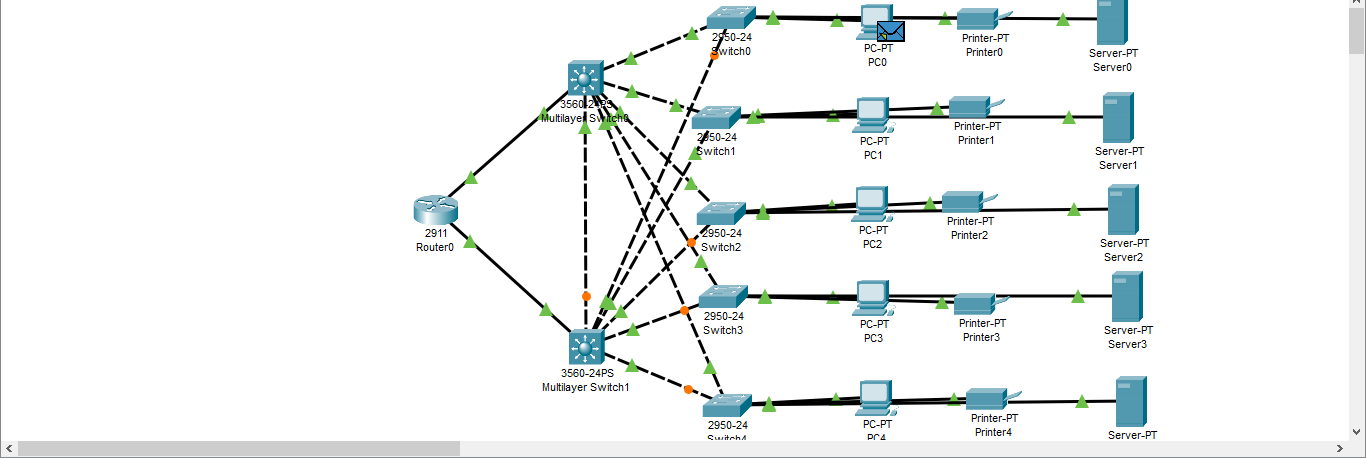 2950-24
Switch0
PC-PT
PC0
Printer-PT
Printer0
Server-PT
Server0
3560-24PS
Multilayer Switch0
2950-24
Switch1
PC-PT
PC1
Printer-PT
Printer1
Server-PT
Server1
2911
Router0
2950-24
Switch2
PC-PT
PC2
Printer-PT
Printer2
Server-PT
Server2
2950-24
Switch3
PC-PT
PC3
Printer-PT
Printer3
Server-PT
Server3
3560-24PS
Multilayer Switch1
2950-24
Switch4
PC-PT
PC4
Printer-PT
Printer4
Server-PT